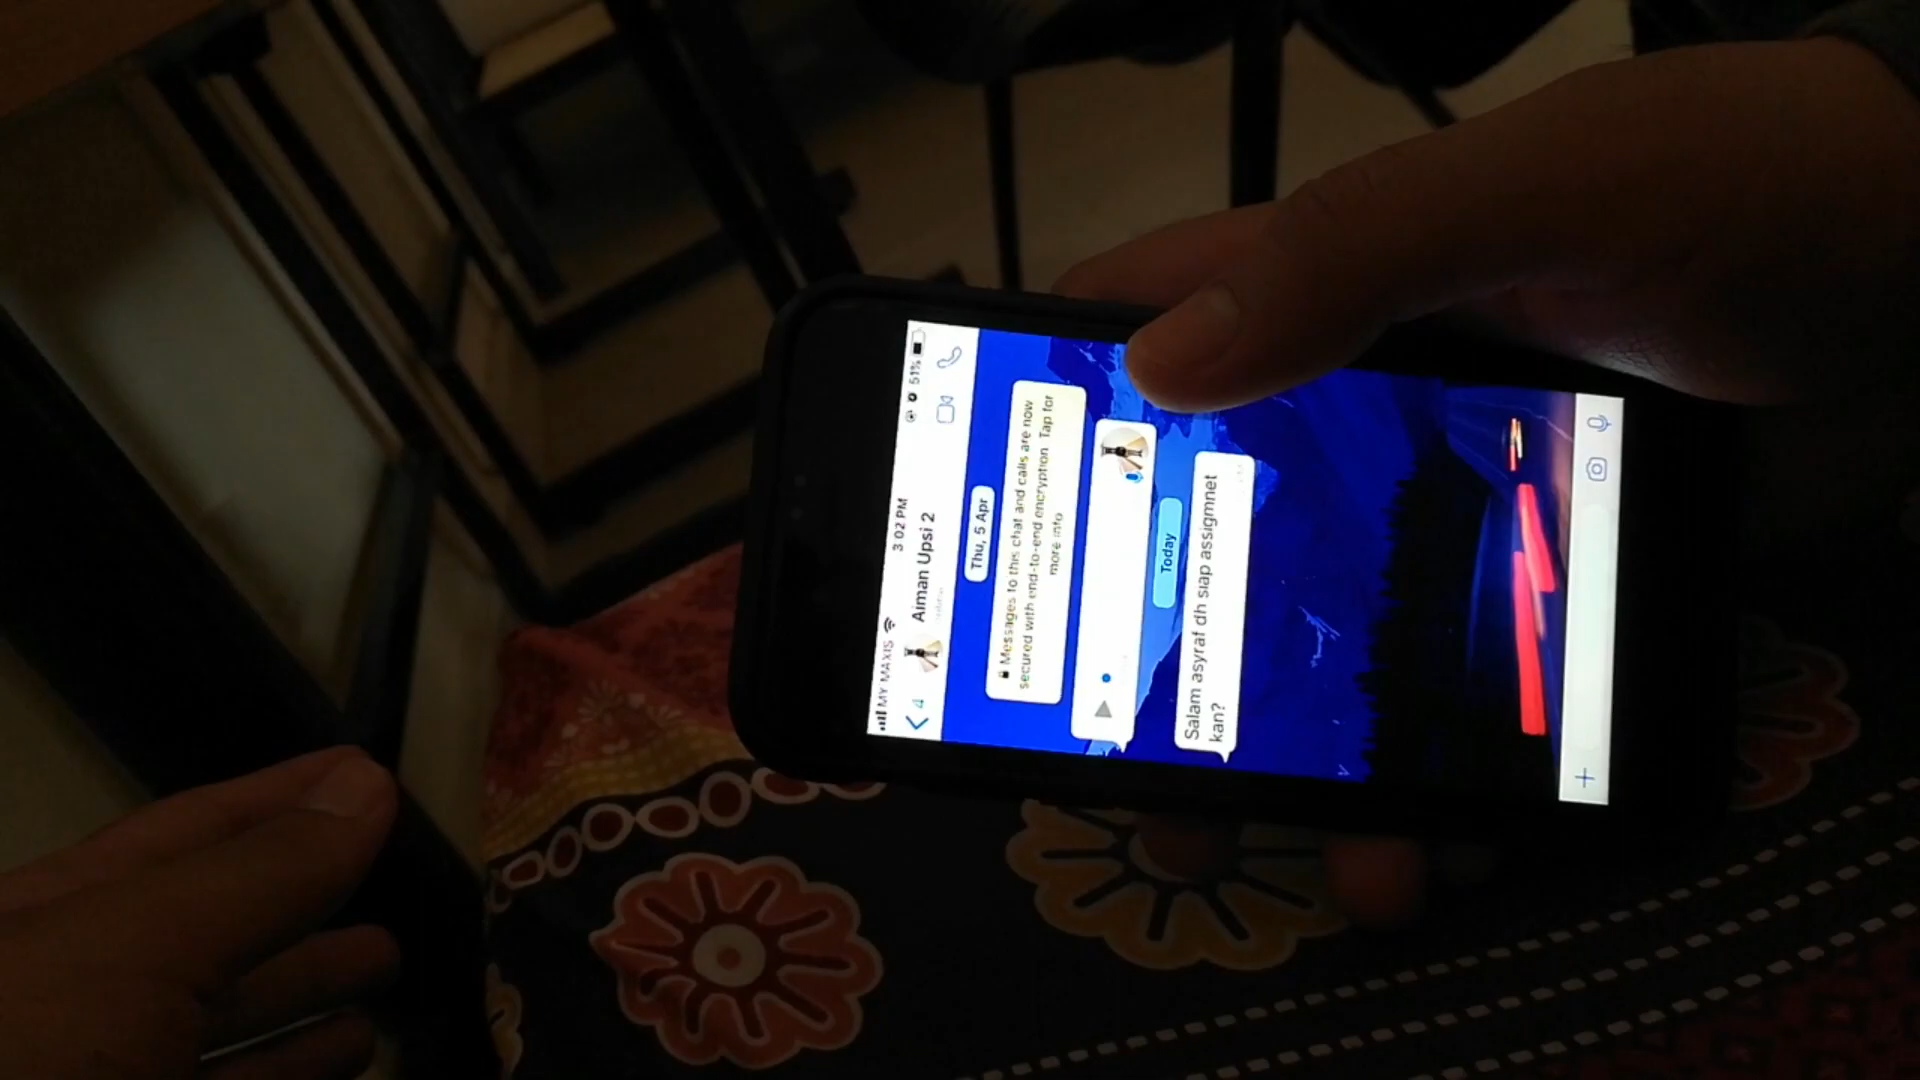 MY MAXIS 3 02 PM 51%
4 Aiman Upsi 2
Thu, 5 Apr
Messages to this chat and calls are now
secured with end-to-end encryption Tap for
more info
Today
Salam asyraf dh siap assigmnet
kan?